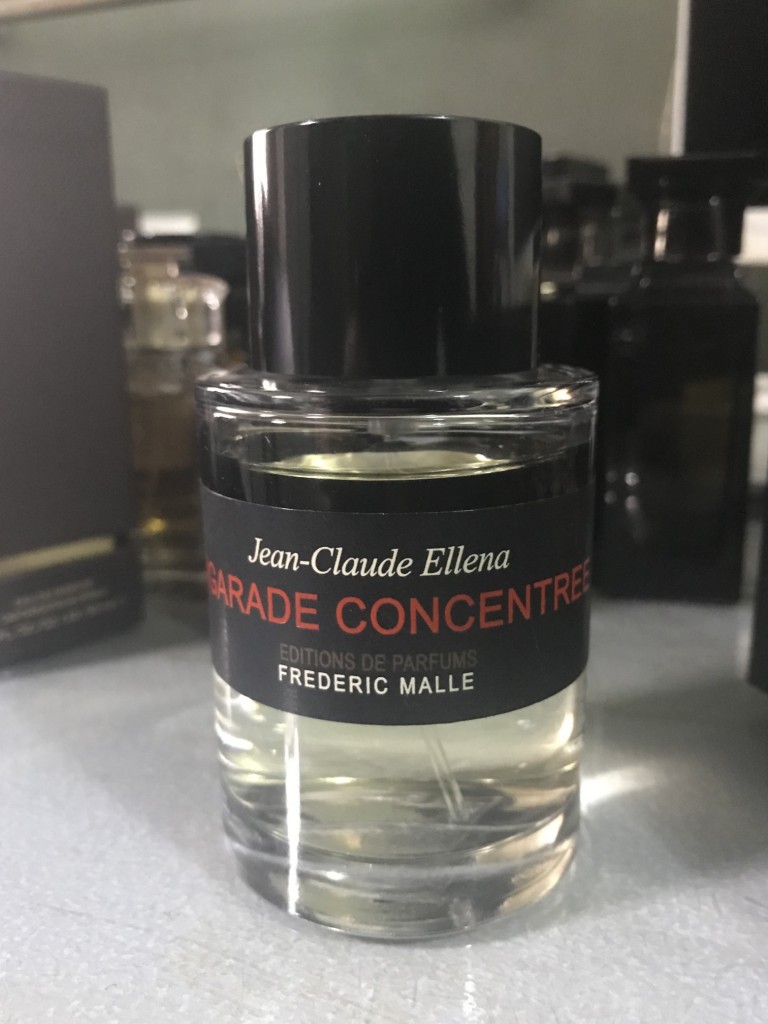 Jean-Claude Ellena
GARADE CONCENTREE
EDITIONS DE PARFUMS
FREDERIC MALLE